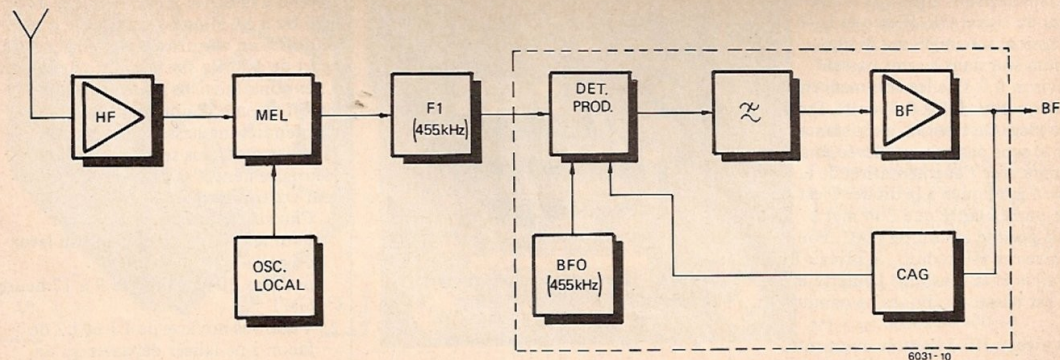 HF
MEL
F1
(455kHz)
DET.
PROD.
BF
BF
OSC.
LOCAL
BFO
(455kHz)
CAG
6031-10